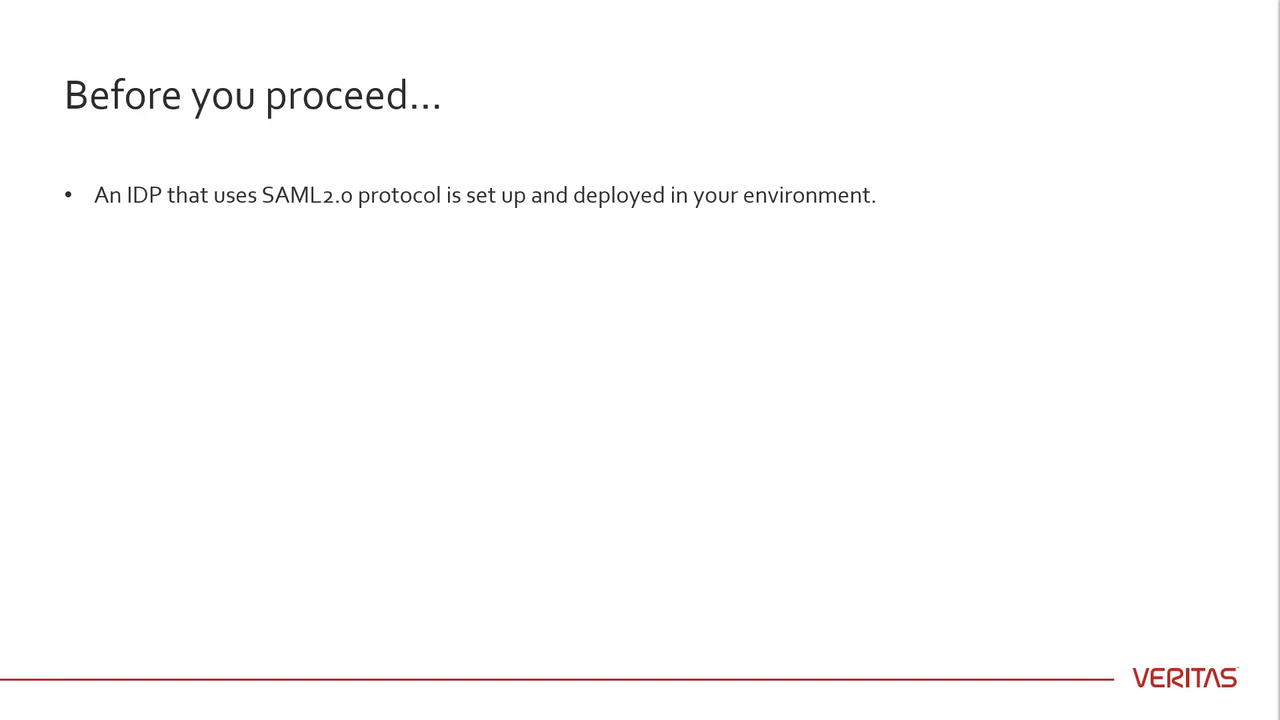 Before you proceed...
• An IDP that uses SAML2.0 protocol is set up and deployed in your environment.
VERITAS